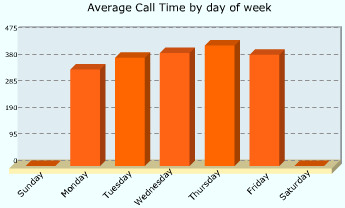 Average Call Time by day of week
475
380
285
190
95
0
Sunday
Monday
Tuesday
Wednesday
Thursday
Friday
Saturday